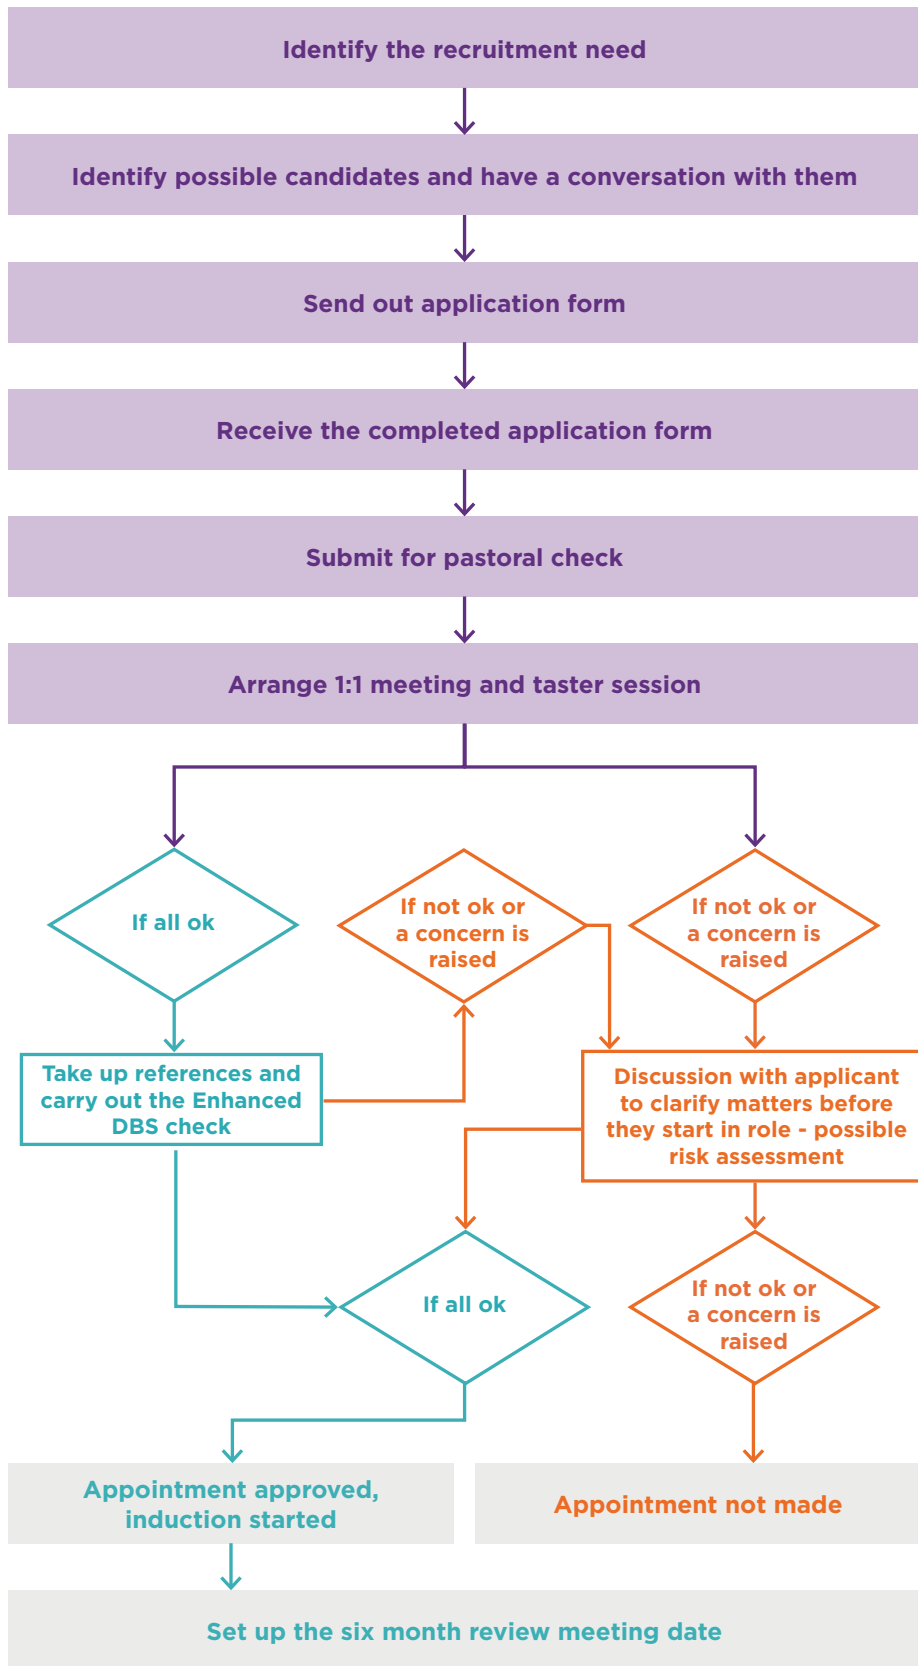 Identify the recruitment need
Identify possible candidates and have a conversation with them
Send out application form
Receive the completed application form
Submit for pastoral check
Arrange 1:1 meeting and taster session
If all ok
If not ok or
a concern is
raised
If not ok or
a concern is
raised
Take up references and
carry out the Enhanced
DBS check
Discussion with applicant
to clarify matters before
they start in role - possible
risk assessment
If all ok
If not ok or
a concern is
raised
Appointment approved,
induction started
Appointment not made
Set up the six month review meeting date